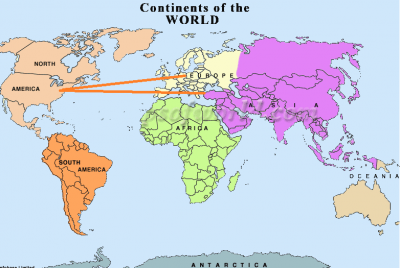 Continents of the
WORLD
NORTH
AMERICA
EUROPE
ASIA
AFRICA
SOUTH
AMERICA
OCEANIA
ANTARCTICA